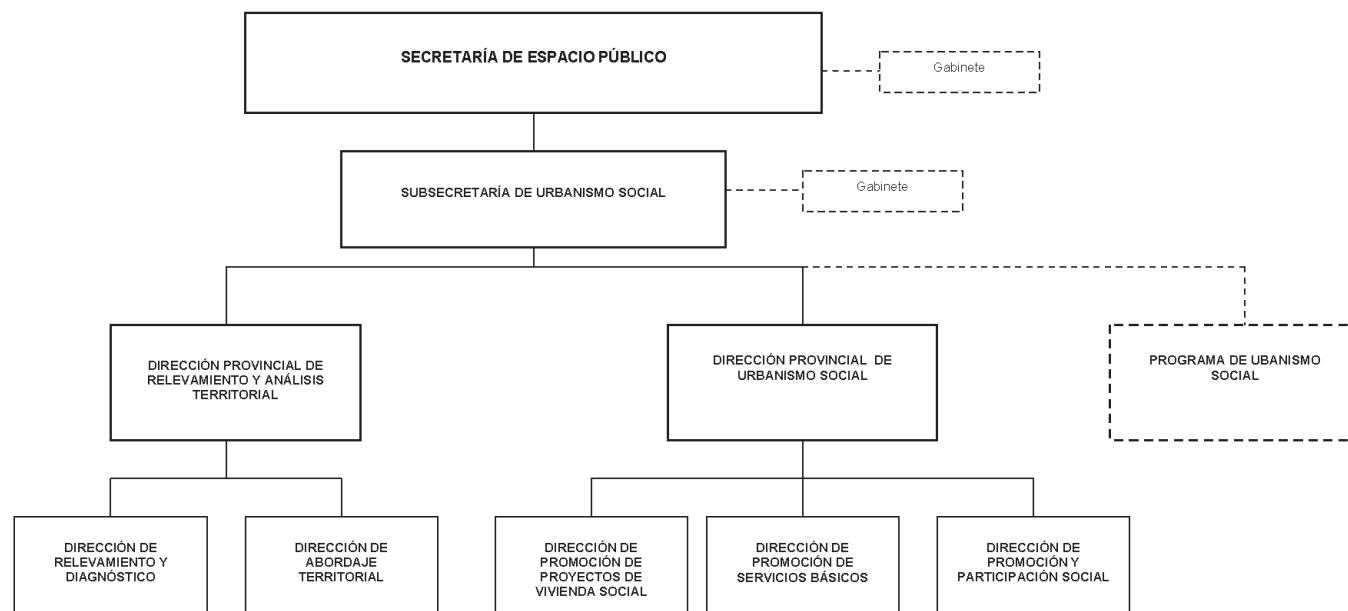 SECRETARÍA DE ESPACIO PÚBLICO
Gabinete
SUBSECRETARÍA DE URBANISMO SOCIAL
Gabinete
DIRECCIÓN PROVINCIAL DE
RELEVAMIENTO Y ANÁLISIS
TERRITORIAL
DIRECCIÓN PROVINCIAL DE
URBANISMO SOCIAL
PROGRAMA DE UBANISMO
SOCIAL
DIRECCIÓN DE
RELEVAMIENTO Y
DIAGNÓSTICO
DIRECCIÓN DE
ABORDAJE
TERRITORIAL
DIRECCIÓN DE
PROMOCIÓN DE
PROYECTOS DE
VIVIENDA SOCIAL
DIRECCIÓN DE
PROMOCIÓN DE
SERVICIOS BÁSICOS
DIRECCIÓN DE
PROMOCIÓN Y
PARTICIPACIÓN SOCIAL